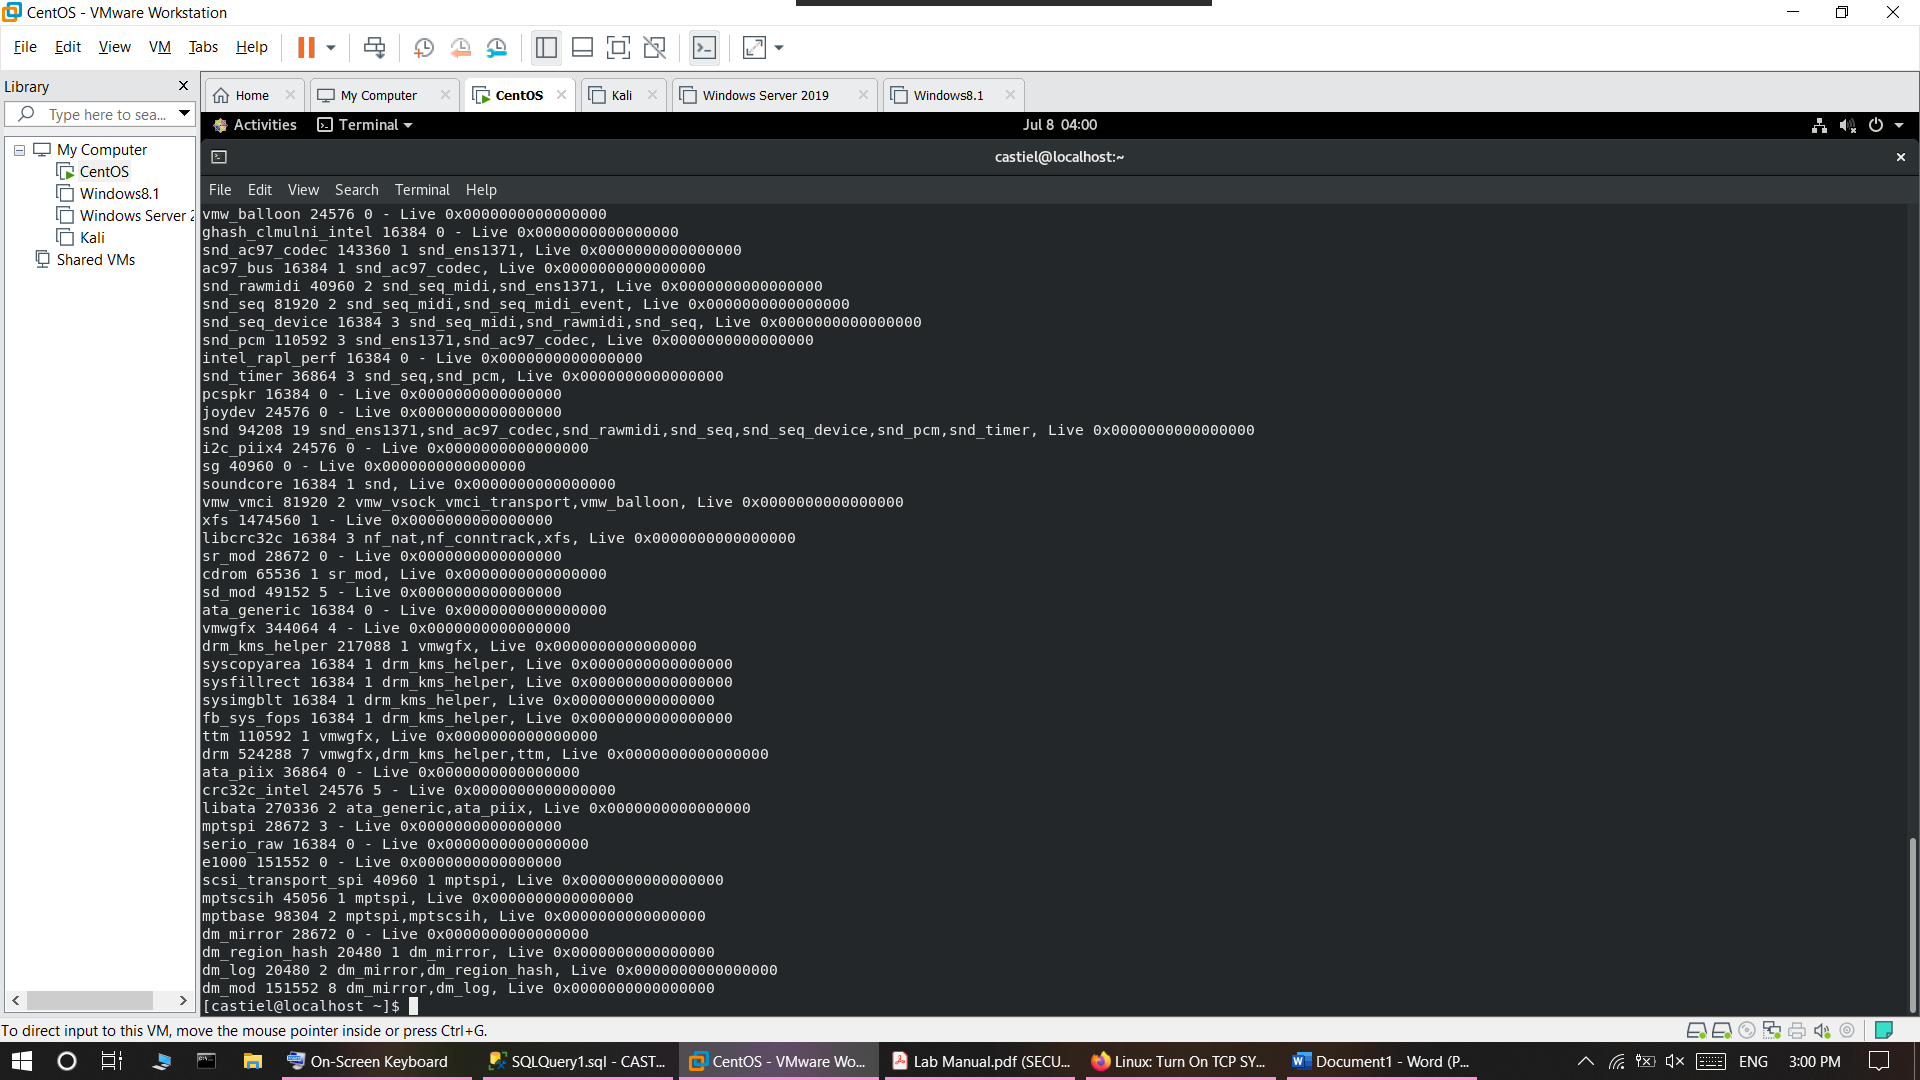 CentOS - VMware Workstation
File Edit View VM Tabs Help
Library
Type here to sea...
My Computer
CentOS
Windows8.1
Windows Server 2
Kali
Shared VMs
Home My Computer CentOS Kali Windows Server 2019 Windows8.1
Activities Terminal Jul 8 04:00
castiel@localhost:~
File Edit View Search Terminal Help
vmw_balloon 24576 0 - Live 0x0000000000000000
ghash_clmulni_intel 16384 0 - Live 0x0000000000000000
snd_ac97_codec 143360 1 snd_ens1371, Live 0x0000000000000000
ac97_bus 16384 1 snd_ac97_codec, Live 0x0000000000000000
snd_rawmidi 40960 2 snd_seq_midi,snd_ens1371, Live 0x0000000000000000
snd_seq 81920 2 snd_seq_midi,snd_seq_midi_event, Live 0x0000000000000000
snd_seq_device 16384 3 snd_seq_midi,snd_rawmidi,snd_seq, Live 0x0000000000000000
snd_pcm 110592 3 snd_ens1371,snd_ac97_codec, Live 0x0000000000000000
intel_rapl_perf 16384 0 - Live 0x0000000000000000
snd_timer 36864 3 snd_seq,snd_pcm, Live 0x0000000000000000
pcspkr 16384 0 - Live 0x0000000000000000
joydev 24576 0 - Live 0x0000000000000000
snd 94208 19 snd_ens1371,snd_ac97_codec,snd_rawmidi,snd_seq,snd_seq_device,snd_pcm,snd_timer, Live 0x0000000000000000
i2c_piix4 24576 0 - Live 0x0000000000000000
sg 40960 0 - Live 0x0000000000000000
soundcore 16384 1 snd, Live 0x0000000000000000
vmw_vmci 81920 2 vmw_vsock_vmci_transport,vmw_balloon, Live 0x0000000000000000
xfs 1474560 1 - Live 0x0000000000000000
libcrc32c 16384 3 nf_nat,nf_conntrack,xfs, Live 0x0000000000000000
sr_mod 28672 0 - Live 0x0000000000000000
cdrom 65536 1 sr_mod, Live 0x0000000000000000
sd_mod 49152 5 - Live 0x0000000000000000
ata_generic 16384 0 - Live 0x0000000000000000
vmwgfx 344064 4 - Live 0x0000000000000000
drm_kms_helper 217088 1 vmwgfx, Live 0x0000000000000000
syscopyarea 16384 1 drm_kms_helper, Live 0x0000000000000000
sysfillrect 16384 1 drm_kms_helper, Live 0x0000000000000000
sysimgblt 16384 1 drm_kms_helper, Live 0x0000000000000000
fb_sys_fops 16384 1 drm_kms_helper, Live 0x0000000000000000
ttm 110592 1 vmwgfx, Live 0x0000000000000000
drm 524288 7 vmwgfx,drm_kms_helper,ttm, Live 0x0000000000000000
ata_piix 36864 0 - Live 0x0000000000000000
crc32c_intel 24576 5 - Live 0x0000000000000000
libata 270336 2 ata_generic,ata_piix, Live 0x0000000000000000
mptspi 28672 3 - Live 0x0000000000000000
serio_raw 16384 0 - Live 0x0000000000000000
e1000 151552 0 - Live 0x0000000000000000
scsi_transport_spi 40960 1 mptspi, Live 0x0000000000000000
mptscsih 45056 1 mptspi, Live 0x0000000000000000
mptbase 98304 2 mptspi,mptscsih, Live 0x0000000000000000
dm_mirror 28672 0 - Live 0x0000000000000000
dm_region_hash 20480 1 dm_mirror, Live 0x0000000000000000
dm_log 20480 2 dm_mirror,dm_region_hash, Live 0x0000000000000000
dm_mod 151552 8 dm_mirror,dm_log, Live 0x0000000000000000
[castiel@localhost ~]$
To direct input to this VM, move the mouse pointer inside or press Ctrl+G.
On-Screen Keyboard SQLQuery1.sql - CAST... CentOS - VMware Wo... Lab Manual.pdf (SECU... Linux: Turn On TCP SY... Document1 - Word (P... ENG 3:00 PM